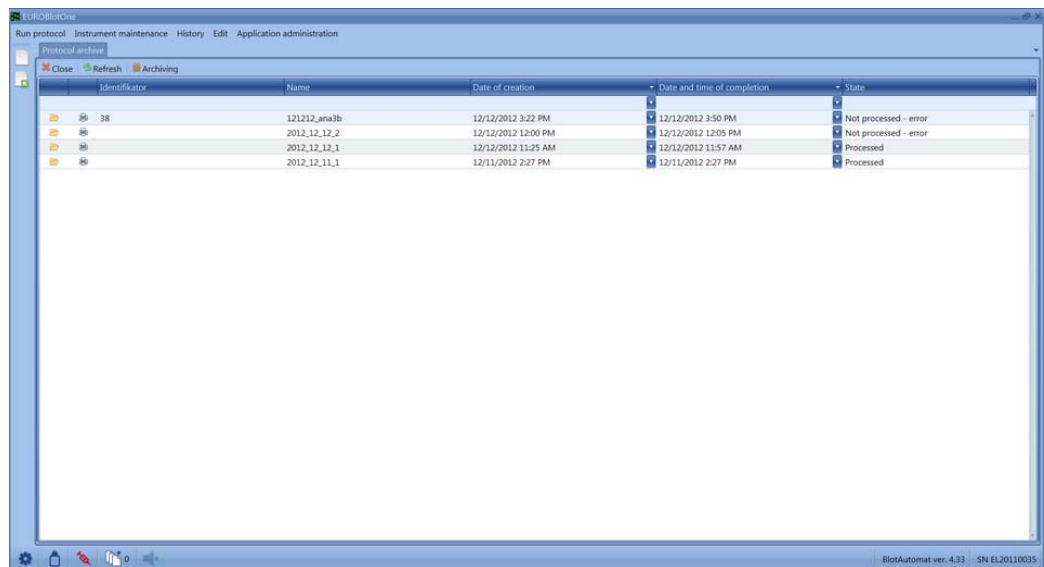 EUROBlotOne
Run protocol Instrument maintenance History Edit Application administration
Protocol archive
Close Refresh Archiving
Identifikator Name Date of creation Date and time of completion State
38 121212_ana3b 12/12/2012 3:22 PM 12/12/2012 3:50 PM Not processed - error
2012_12_12_2 12/12/2012 12:00 PM 12/12/2012 12:05 PM Not processed - error
2012_12_12_1 12/12/2012 11:25 AM 12/12/2012 11:57 AM Processed
2012_12_11_1 12/11/2012 2:27 PM 12/11/2012 2:27 PM Processed
0 BlotAutomat ver. 4.33 SN EL20110035